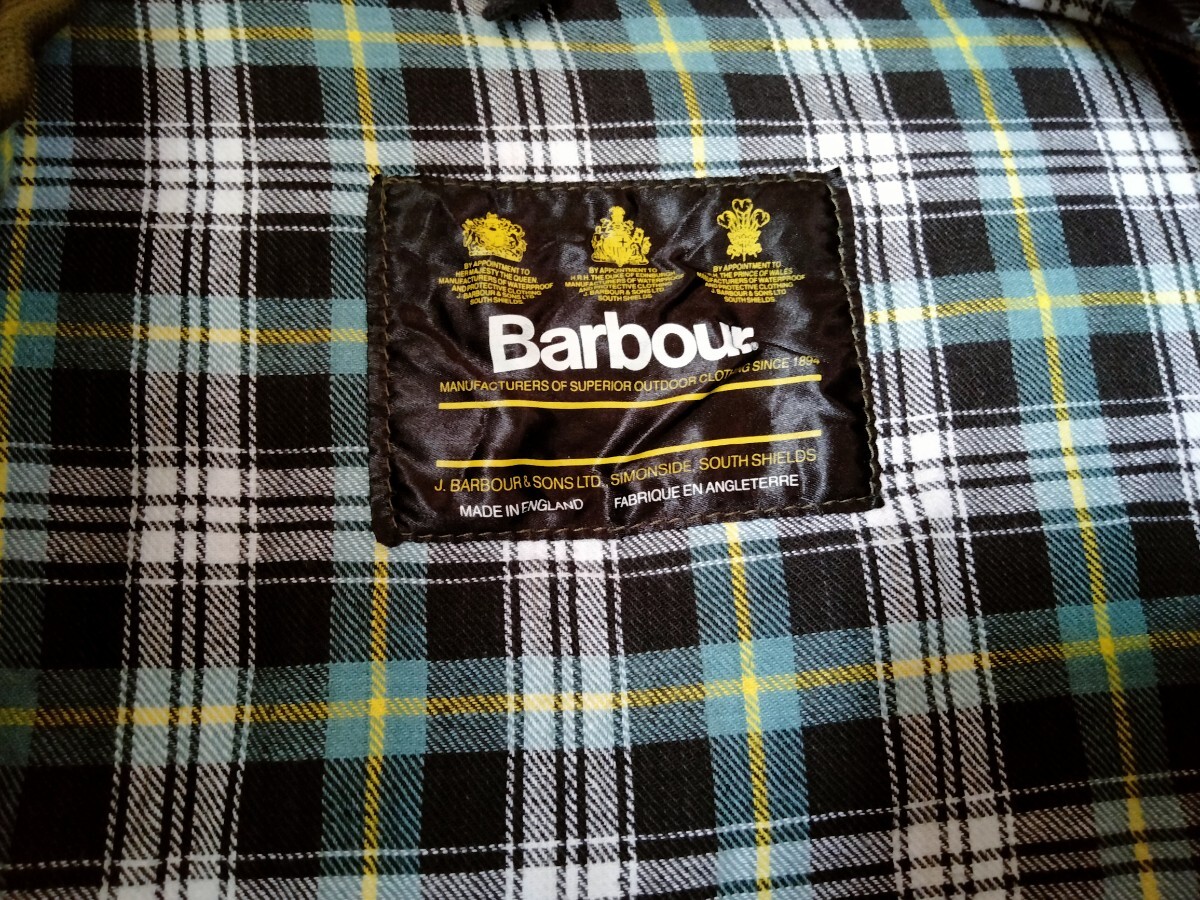 BY APPOINTMENT TO
HER MAJESTY THE QUEEN
MANUFACTURERS OF WATERPROOF
AND PROTECTIVE CLOTHING
J. BARBOUR & SONS LTD.
SOUTH SHIELDS.
BY APPOINTMENT TO
H.R.H. THE DUKE OF EDINBURGH
MANUFACTURERS OF WATERPROOF
AND PROTECTIVE CLOTHING
J. BARBOUR & SONS LTD.
SOUTH SHIELDS.
BY APPOINTMENT TO
H.R.H. THE PRINCE OF WALES
MANUFACTURERS OF WATERPROOF
AND PROTECTIVE CLOTHING
J. BARBOUR & SONS LTD.
SOUTH SHIELDS.
Barbour®
MANUFACTURERS OF SUPERIOR OUTDOOR CLOTHING SINCE 1894
J. BARBOUR & SONS LTD., SIMONSIDE, SOUTH SHIELDS
MADE IN ENGLAND FABRIQUE EN ANGLETERRE